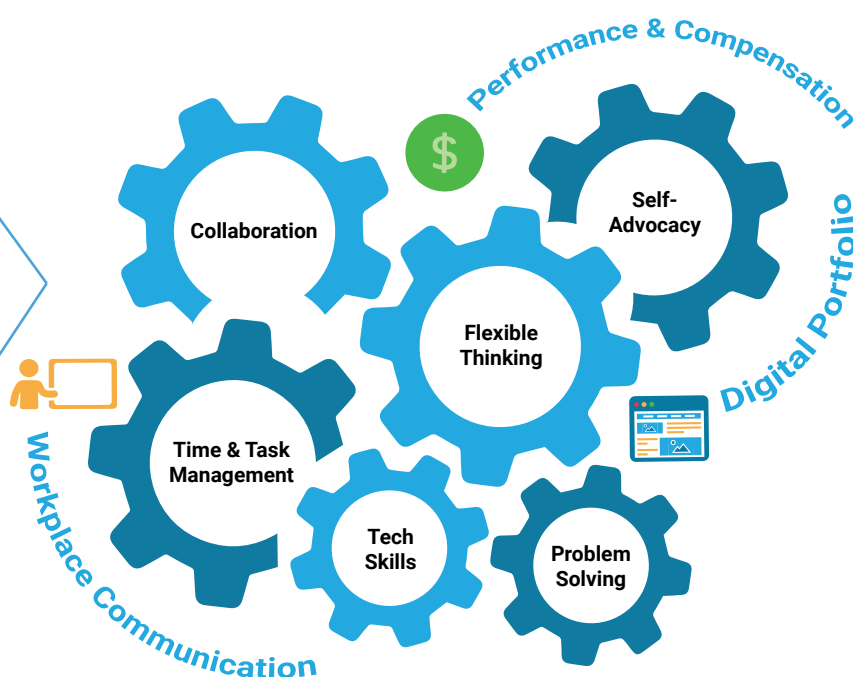 Performance & Compensation
$
Collaboration
Self-
Advocacy
Digital Portfolio
Flexible
Thinking
Time & Task
Management
Workplace Communication
Tech
Skills
Problem
Solving